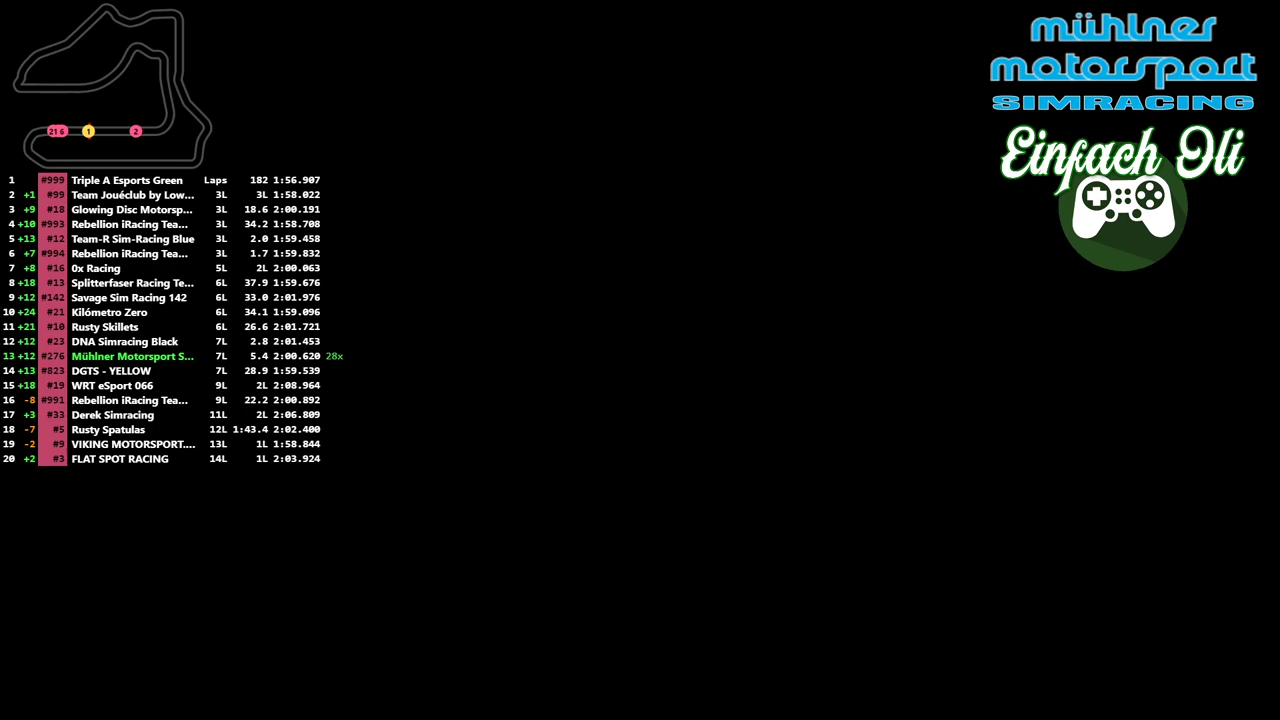 mühlner
motorsport
SIMRACING
Einfach Oli
21 6 1 2
1 #999 Triple A Esports Green Laps 182 1:56.907
2 +1 #99 Team Jouéclub by Low... 3L 3L 1:58.022
3 +9 #18 Glowing Disc Motorsp... 3L 18.6 2:00.191
4 +10 #993 Rebellion iRacing Tea... 3L 34.2 1:58.708
5 +13 #12 Team-R Sim-Racing Blue 3L 2.0 1:59.458
6 +7 #994 Rebellion iRacing Tea... 3L 1.7 1:59.832
7 +8 #16 0x Racing 5L 2L 2:00.063
8 +18 #13 Splitterfaser Racing Te... 6L 37.9 1:59.676
9 +12 #142 Savage Sim Racing 142 6L 33.0 2:01.976
10 +24 #21 Kilómetro Zero 6L 34.1 1:59.096
11 +21 #10 Rusty Skillets 6L 26.6 2:01.721
12 +12 #23 DNA Simracing Black 7L 2.8 2:01.453
13 +12 #276 Mühlner Motorsport S... 7L 5.4 2:00.620 28x
14 +13 #823 DGTS - YELLOW 7L 28.9 1:59.539
15 +18 #19 WRT eSport 066 9L 2L 2:08.964
16 -8 #991 Rebellion iRacing Tea... 9L 22.2 2:00.892
17 +3 #33 Derek Simracing 11L 2L 2:06.809
18 -7 #5 Rusty Spatulas 12L 1:43.4 2:02.400
19 -2 #9 VIKING MOTORSPORT.... 13L 1L 1:58.844
20 +2 #3 FLAT SPOT RACING 14L 1L 2:03.924